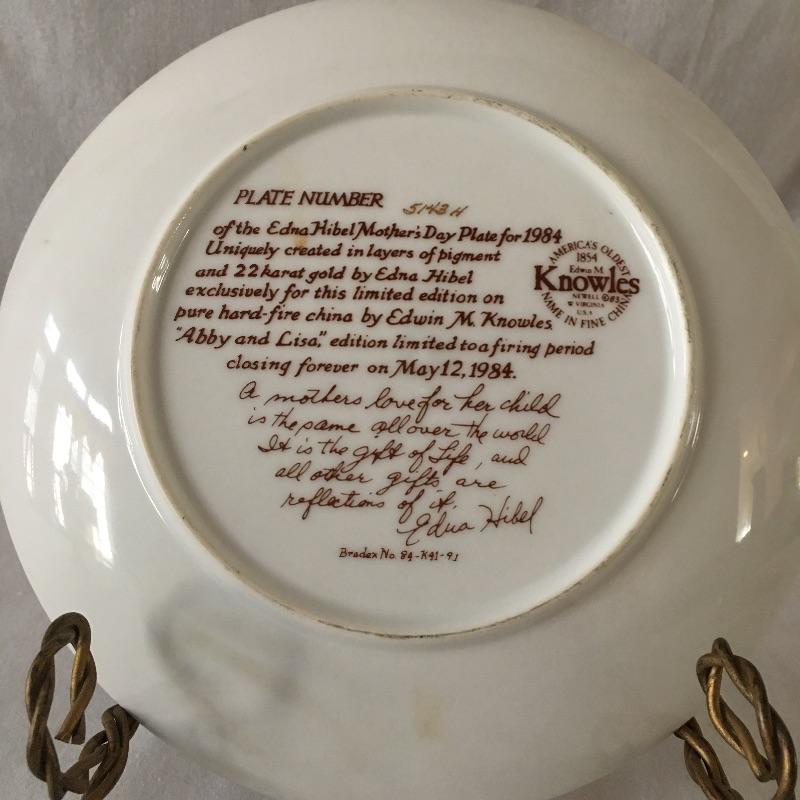 PLATE NUMBER 5143H
of the Edna Hibel Mother's Day Plate for 1984
Uniquely created in layers of pigment
and 22 karat gold by Edna Hibel
exclusively for this limited edition on
pure hard-fire china by Edwin M. Knowles.
"Abby and Lisa," edition limited to a firing period
closing forever on May 12, 1984.
AMERICA'S OLDEST
1854
Edwin M.
Knowles
NEWELL ©83
W VIRGINIA
U.S.A
NAME IN FINE CHINA
A mothers love for her child
is the same all over the world
It is the gift of Life, and
all other gifts are
reflections of it.
Edna Hibel
Bradex No. 84-K41-9.1